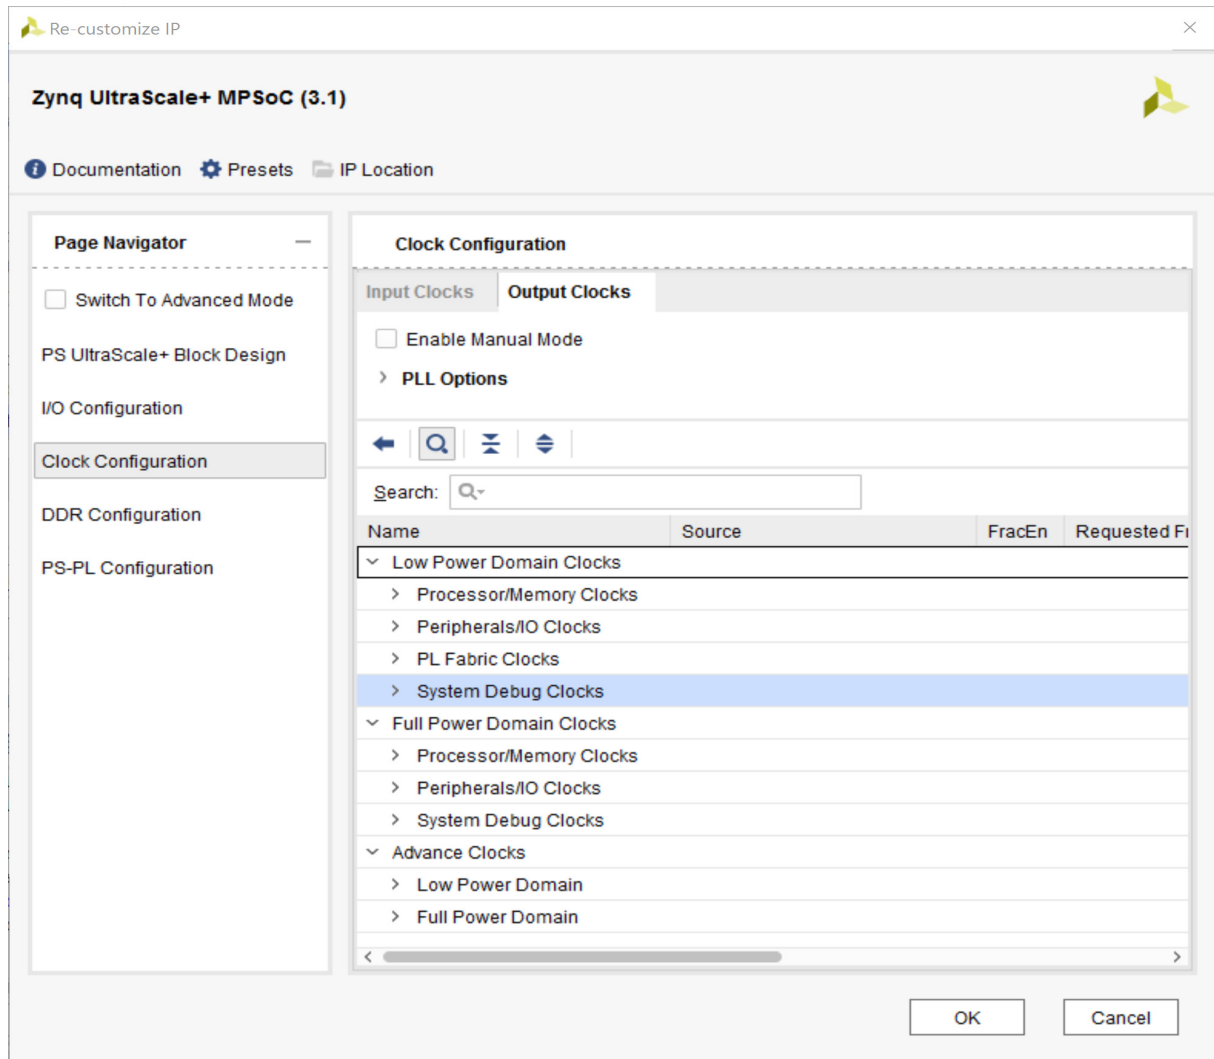 Re-customize IP
Zynq UltraScale+ MPSoC (3.1)
Documentation Presets IP Location
Page Navigator
Switch To Advanced Mode
PS UltraScale+ Block Design
I/O Configuration
Clock Configuration
DDR Configuration
PS-PL Configuration
Clock Configuration
Input Clocks Output Clocks
Enable Manual Mode
PLL Options
Search:
Name Source FracEn Requested Fr
Low Power Domain Clocks
Processor/Memory Clocks
Peripherals/IO Clocks
PL Fabric Clocks
System Debug Clocks
Full Power Domain Clocks
Processor/Memory Clocks
Peripherals/IO Clocks
System Debug Clocks
Advance Clocks
Low Power Domain
Full Power Domain
OK Cancel